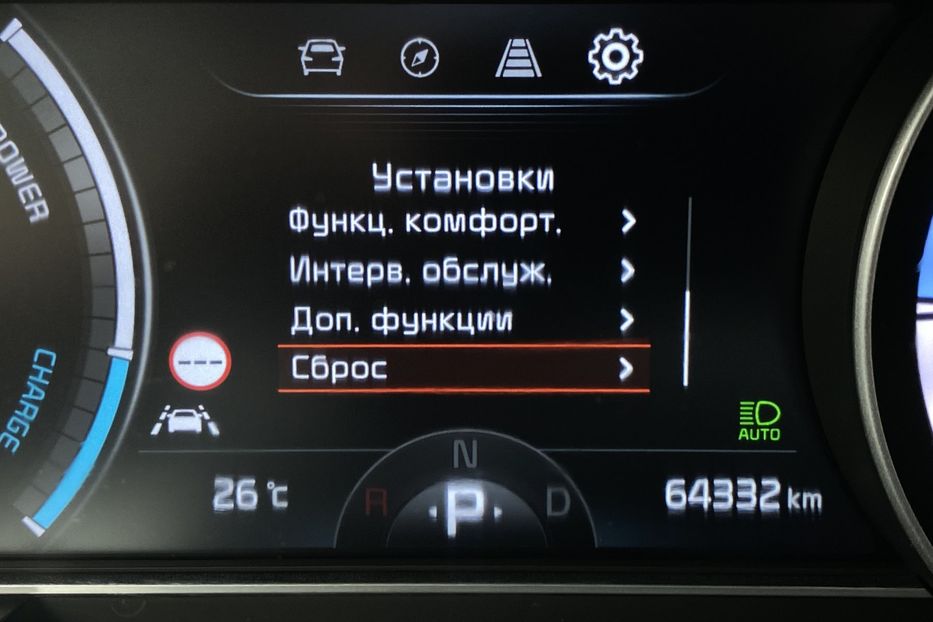 POWER
Установки
Функц. комфорт.
Интерв. обслуж.
Доп. функции
Сброс
CHARGE
AUTO
N
R P D
26 °C
64332 km